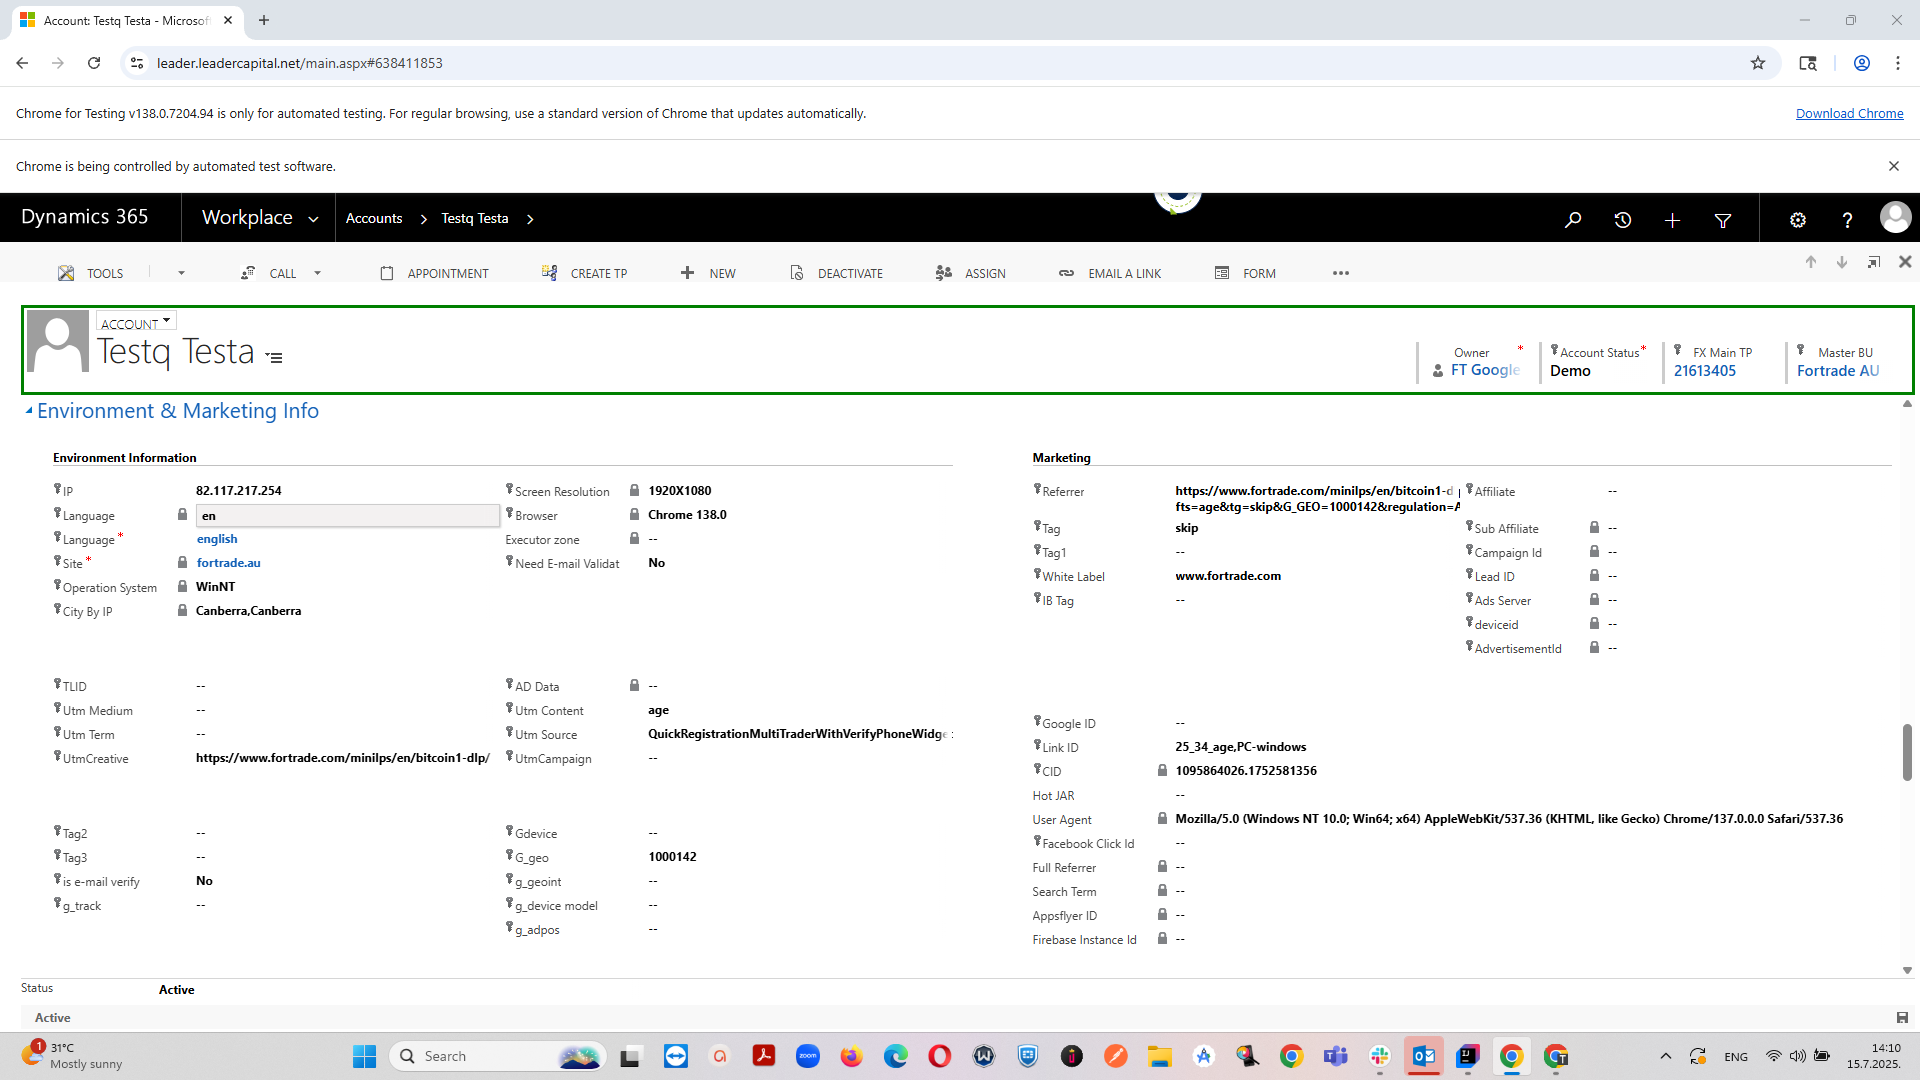 Account: Testq Testa - Microsof
leader.leadercapital.net/main.aspx#638411853
Chrome for Testing v138.0.7204.94 is only for automated testing. For regular browsing, use a standard version of Chrome that updates automatically.
Download Chrome
Chrome is being controlled by automated test software.
Dynamics 365
Workplace
Accounts
Testq Testa
TOOLS
CALL
APPOINTMENT
CREATE TP
NEW
DEACTIVATE
ASSIGN
EMAIL A LINK
FORM
ACCOUNT
Testq Testa
Owner *
FT Google
Account Status*
Demo
FX Main TP
21613405
Master BU
Fortrade AU
Environment & Marketing Info
Environment Information
IP 82.117.217.254
Language en
Language* english
Site* fortrade.au
Operation System WinNT
City By IP Canberra,Canberra
Screen Resolution 1920X1080
Browser Chrome 138.0
Executor zone --
Need E-mail Validat No
TLID --
Utm Medium --
Utm Term --
UtmCreative https://www.fortrade.com/minilps/en/bitcoin1-dlp/
AD Data --
Utm Content age
Utm Source QuickRegistrationMultiTraderWithVerifyPhoneWidge
UtmCampaign --
Tag2 --
Tag3 --
is e-mail verify No
g_track --
Gdevice --
G_geo 1000142
g_geoint --
g_device model --
g_adpos --
Marketing
Referrer https://www.fortrade.com/minilps/en/bitcoin1-d
fts=age&tg=skip&G_GEO=1000142&regulation=A
Tag skip
Tag1 --
White Label www.fortrade.com
IB Tag --
Affiliate --
Sub Affiliate --
Campaign Id --
Lead ID --
Ads Server --
deviceid --
AdvertisementId --
Google ID --
Link ID 25_34_age,PC-windows
CID 1095864026.1752581356
Hot JAR --
User Agent Mozilla/5.0 (Windows NT 10.0; Win64; x64) AppleWebKit/537.36 (KHTML, like Gecko) Chrome/137.0.0.0 Safari/537.36
Facebook Click Id --
Full Referrer --
Search Term --
Appsflyer ID --
Firebase Instance Id --
Status Active
Active
1
31°C
Mostly sunny
Search
zoom
ENG
14:10
15.7.2025.